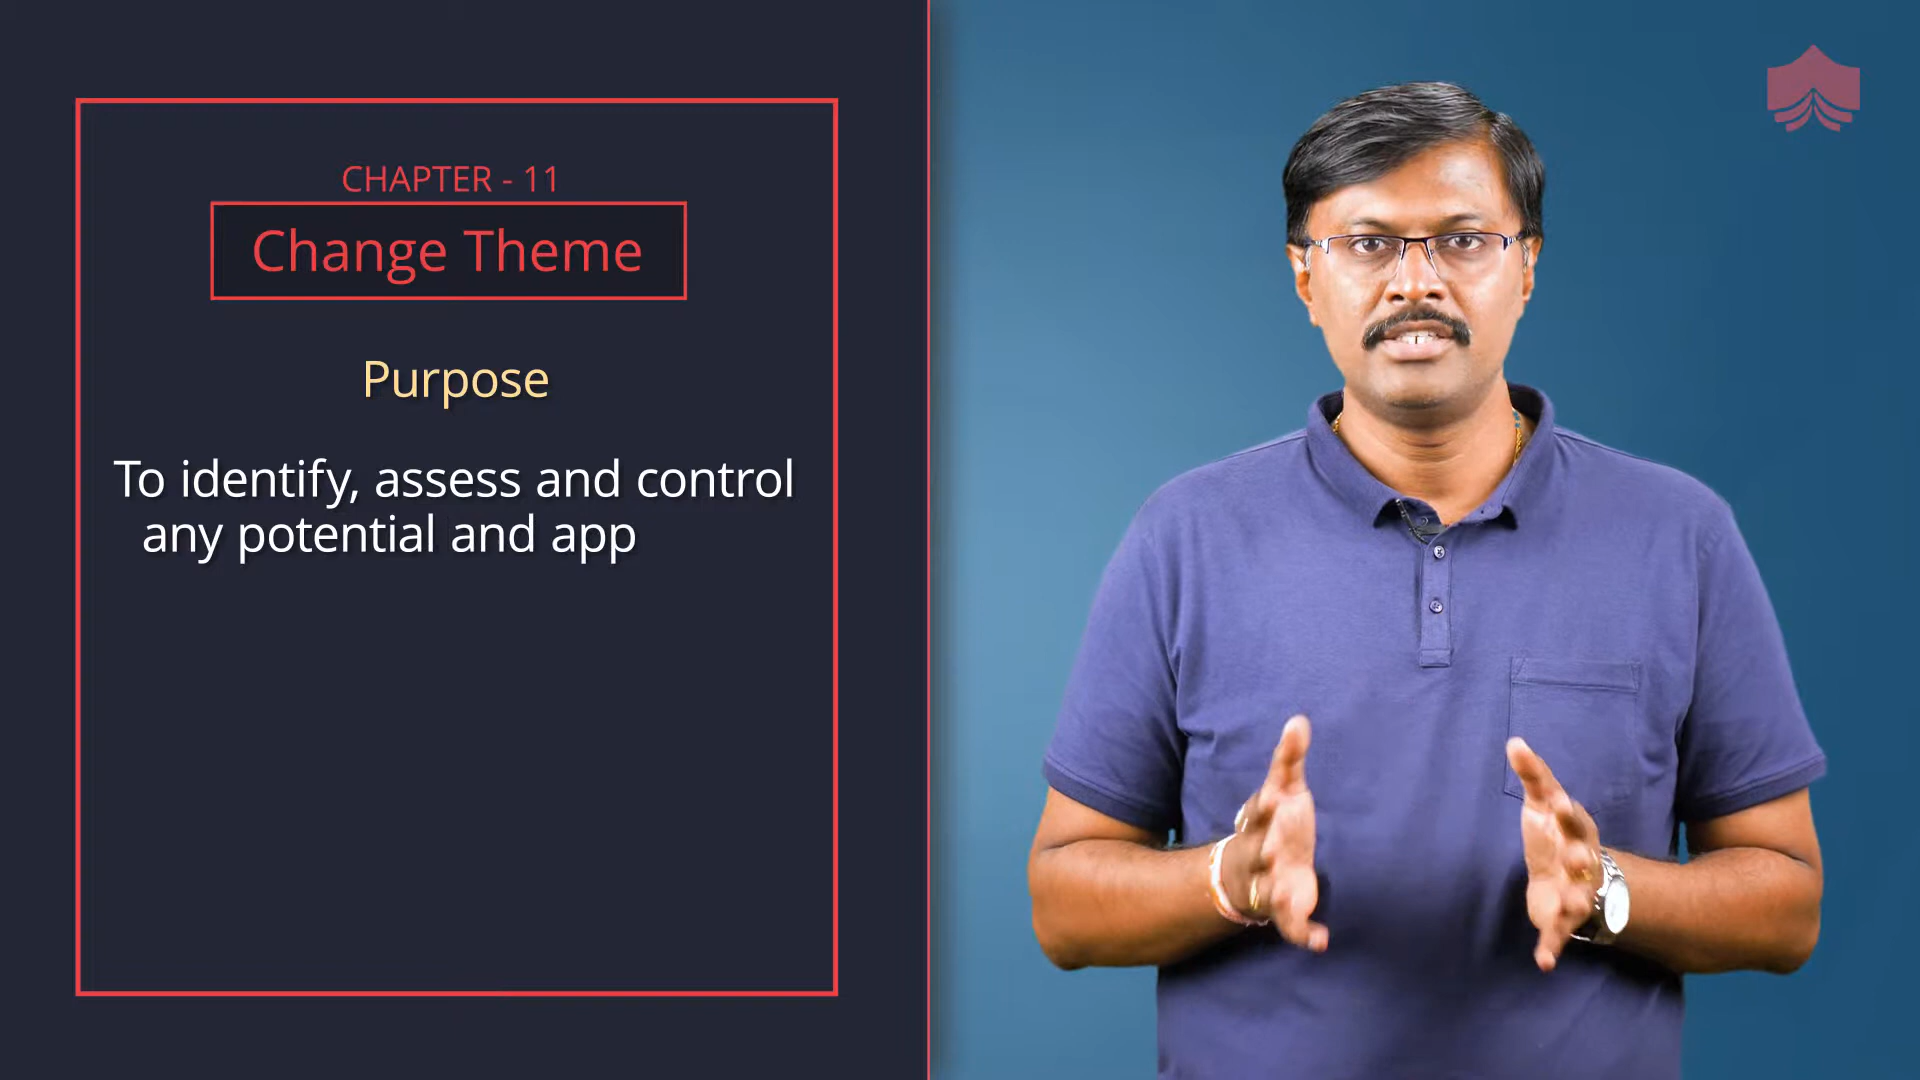 CHAPTER - 11
Change Theme
Purpose
To identify, assess and control
any potential and app